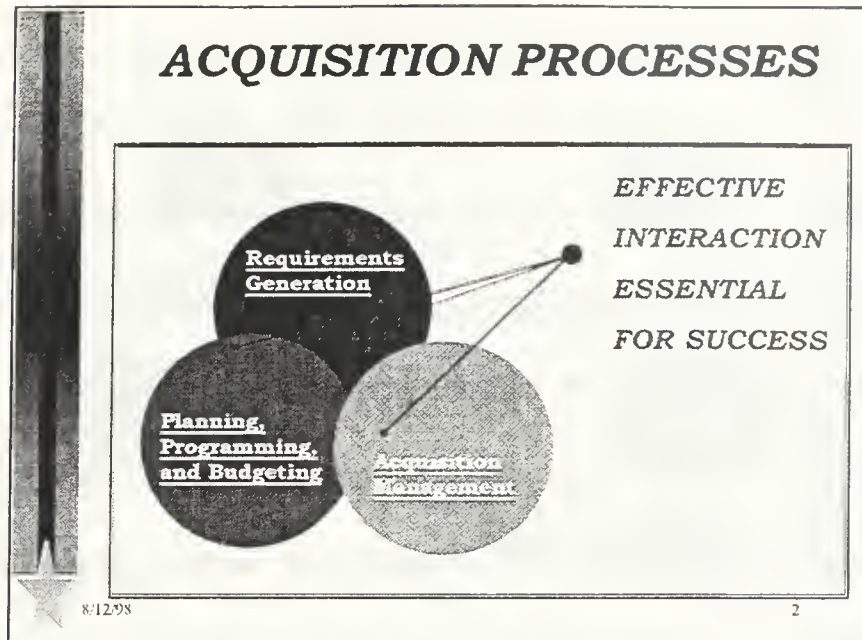 ACQUISITION PROCESSES
Requirements
Generation
EFFECTIVE
INTERACTION
ESSENTIAL
FOR SUCCESS
Planning,
Programming,
and Budgeting
Acquisition
Management
8/12/98
2